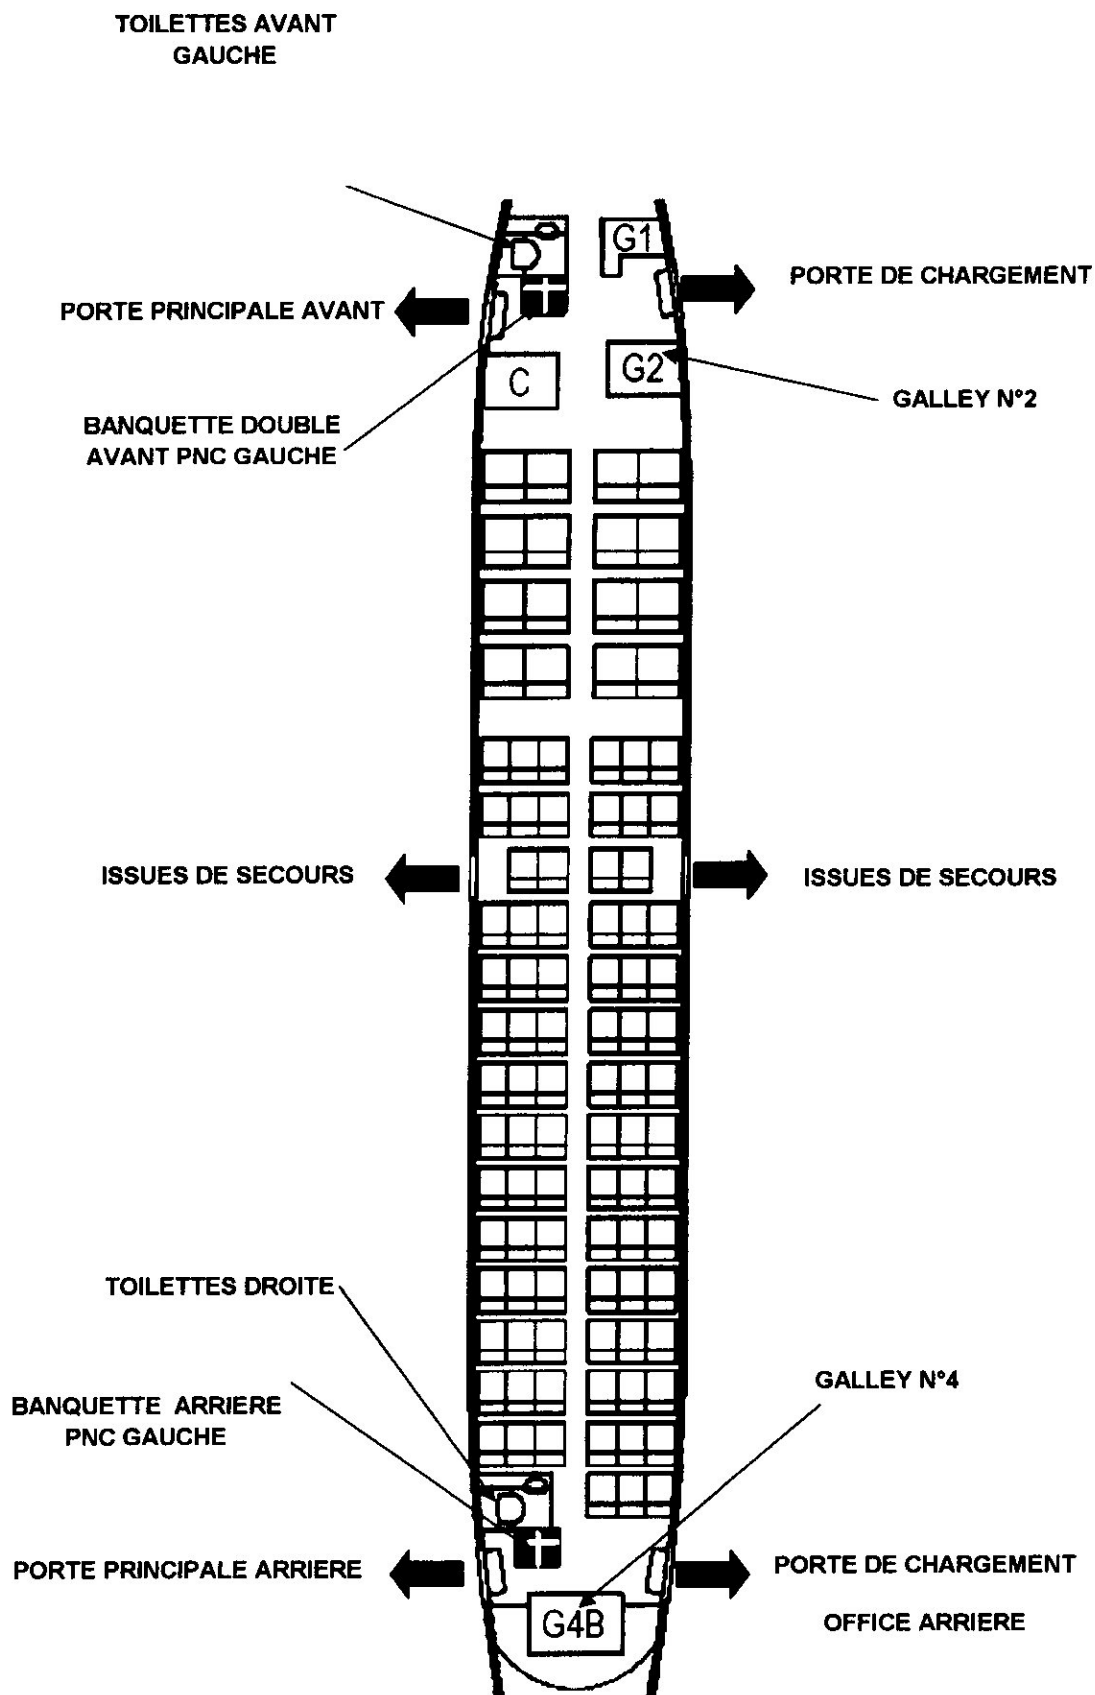 TOILETTES AVANT
GAUCHE
G1
PORTE DE CHARGEMENT
PORTE PRINCIPALE AVANT
G2
C
GALLEY N°2
BANQUETTE DOUBLE
AVANT PNC GAUCHE
ISSUES DE SECOURS
ISSUES DE SECOURS
TOILETTES DROITE
GALLEY N°4
BANQUETTE ARRIERE
PNC GAUCHE
PORTE PRINCIPALE ARRIERE
PORTE DE CHARGEMENT
OFFICE ARRIERE
G4B